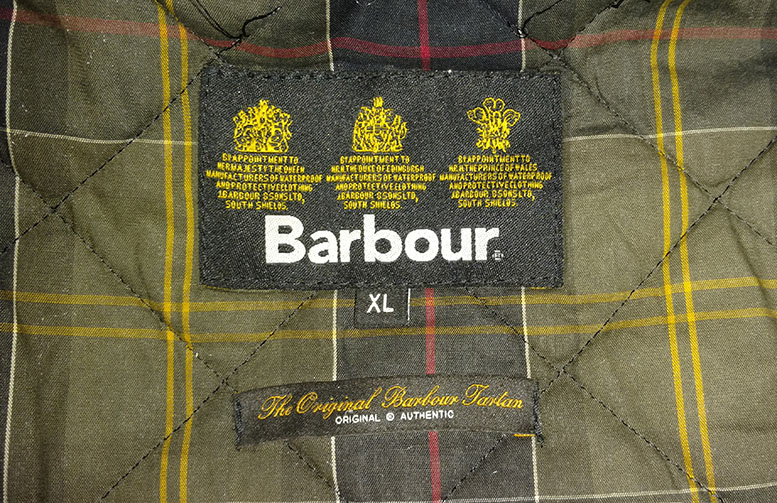 BY APPOINTMENT TO
HER MAJESTY THE QUEEN
MANUFACTURERS OF WATERPROOF
AND PROTECTIVE CLOTHING
J.BARBOUR & SONS LTD,
SOUTH SHIELDS.
BY APPOINTMENT TO
H.R.H. THE DUKE OF EDINBURGH
MANUFACTURERS OF WATERPROOF
AND PROTECTIVE CLOTHING
J.BARBOUR & SONS LTD,
SOUTH SHIELDS.
BY APPOINTMENT TO
H.R.H. THE PRINCE OF WALES
MANUFACTURERS OF WATERPROOF
AND PROTECTIVE CLOTHING
J.BARBOUR & SONS LTD,
SOUTH SHIELDS.
Barbour
XL
The Original Barbour Tartan
ORIGINAL & AUTHENTIC